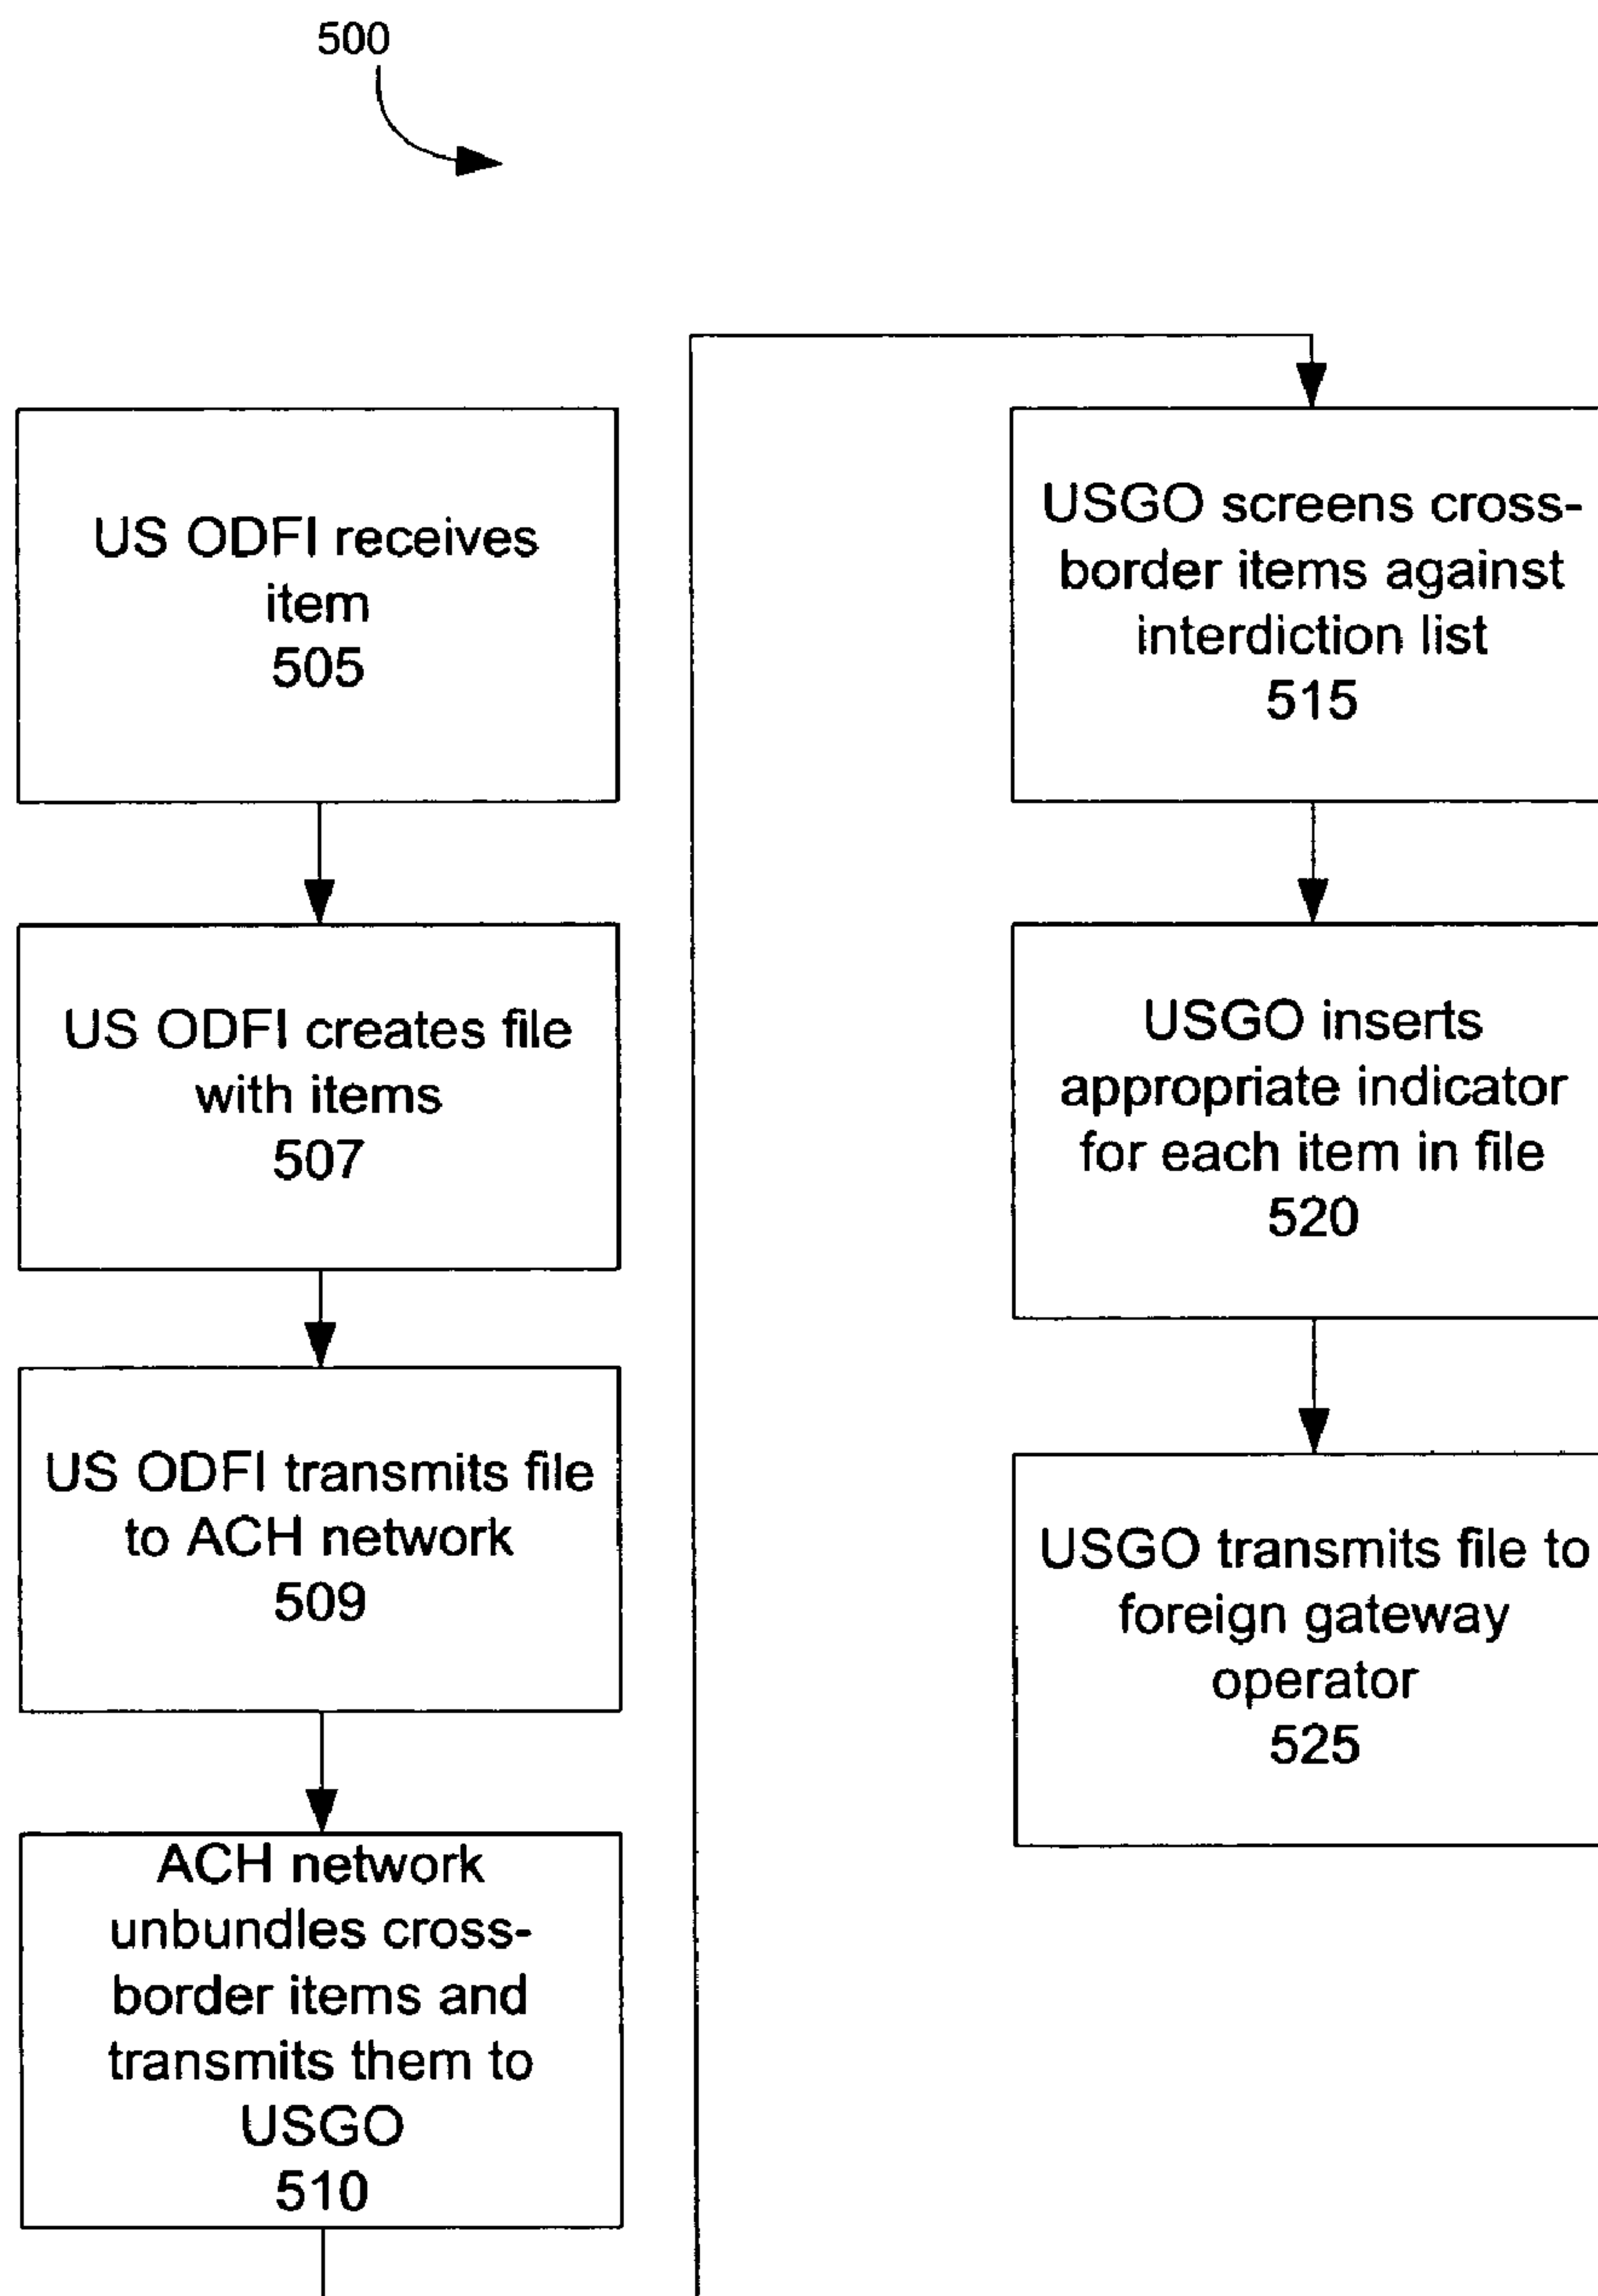 500
US ODFI receives
item
505
US ODFI creates file
with items
507
US ODFI transmits file
to ACH network
509
ACH network
unbundles cross-
border items and
transmits them to
USGO
510
USGO screens cross-
border items against
interdiction list
515
USGO inserts
appropriate indicator
for each item in file
520
USGO transmits file to
foreign gateway
operator
525